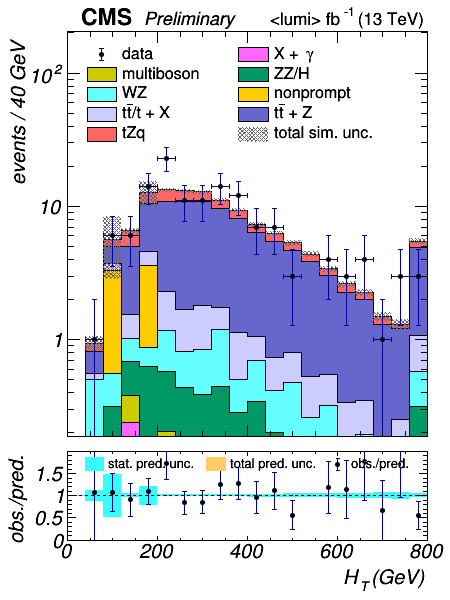 CMS Preliminary <lumi> fb⁻¹ (13 TeV)
events / 40 GeV
10²
10
1
data
X + γ
multiboson
ZZ/H
WZ
nonprompt
tt̄/t + X
tt̄ + Z
tZq
total sim. unc.
obs./pred.
1.5
1
0.5
0
stat. pred. unc.
total pred. unc.
obs./pred.
0 200 400 600 800
H_T (GeV)